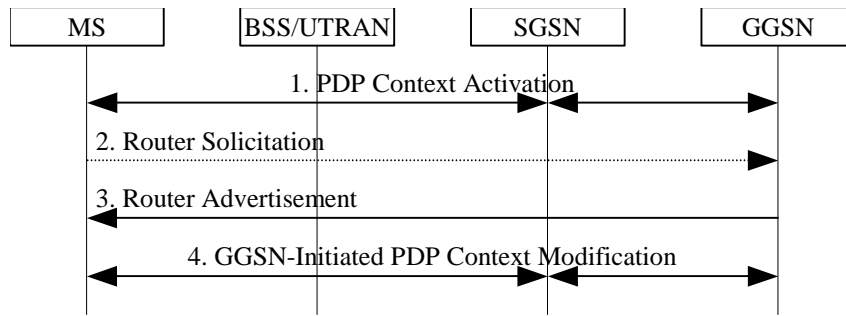 MS BSS/UTRAN SGSN GGSN
1. PDP Context Activation
2. Router Solicitation
3. Router Advertisement
4. GGSN-Initiated PDP Context Modification